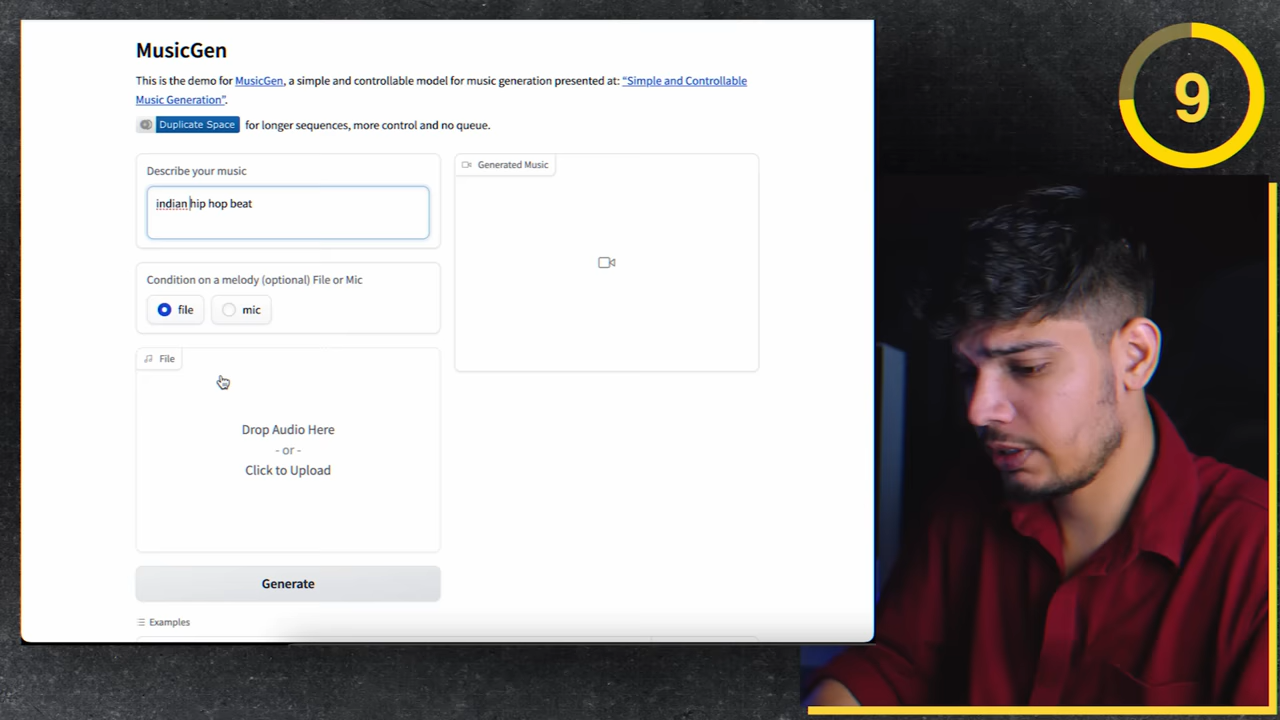 MusicGen
This is the demo for MusicGen, a simple and controllable model for music generation presented at: “Simple and Controllable
Music Generation”.
Duplicate Space for longer sequences, more control and no queue.
Describe your music
indian hip hop beat
Generated Music
Condition on a melody (optional) File or Mic
file mic
File
Drop Audio Here
- or -
Click to Upload
Generate
Examples
9